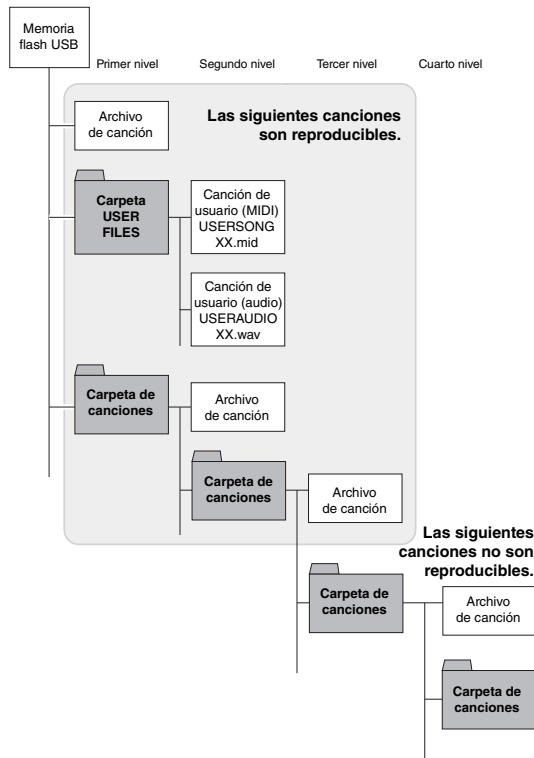 Memoria
flash USB
Primer nivel
Segundo nivel
Tercer nivel
Cuarto nivel
Archivo
de canción
Las siguientes canciones
son reproducibles.
Carpeta
USER
FILES
Canción de
usuario (MIDI)
USERSONG
XX.mid
Canción de
usuario (audio)
USERAUDIO
XX.wav
Carpeta de
canciones
Archivo
de canción
Carpeta de
canciones
Archivo
de canción
Las siguientes
canciones no son
reproducibles.
Carpeta de
canciones
Archivo
de canción
Carpeta de
canciones